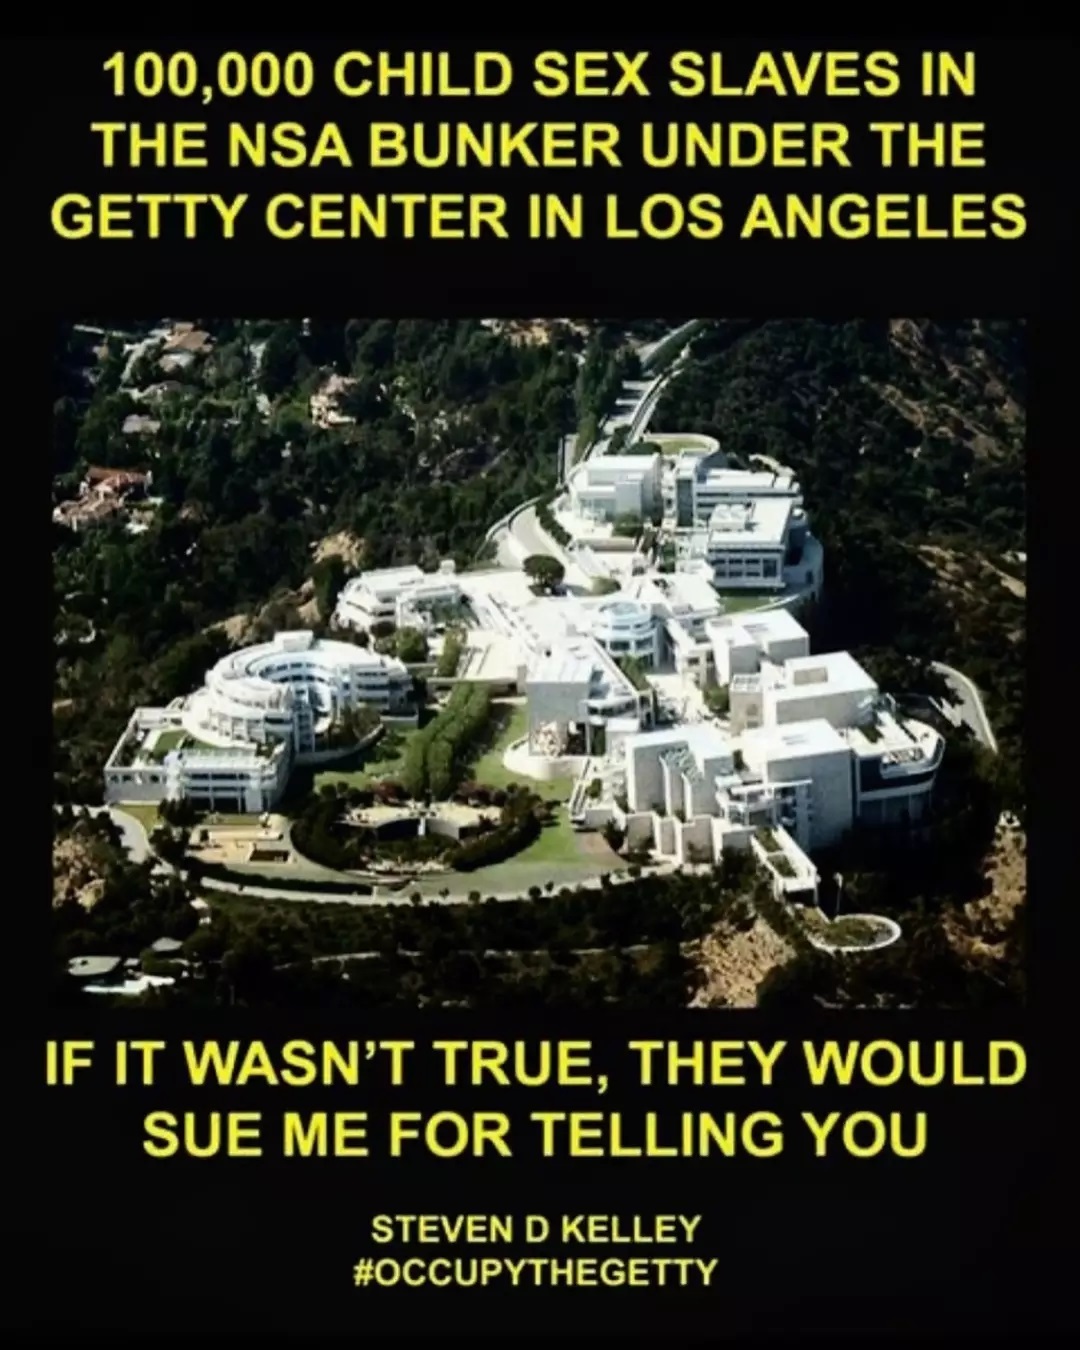 100,000 CHILD SEX SLAVES IN
THE NSA BUNKER UNDER THE
GETTY CENTER IN LOS ANGELES
IF IT WASN'T TRUE, THEY WOULD
SUE ME FOR TELLING YOU
STEVEN D KELLEY
#OCCUPYTHEGETTY